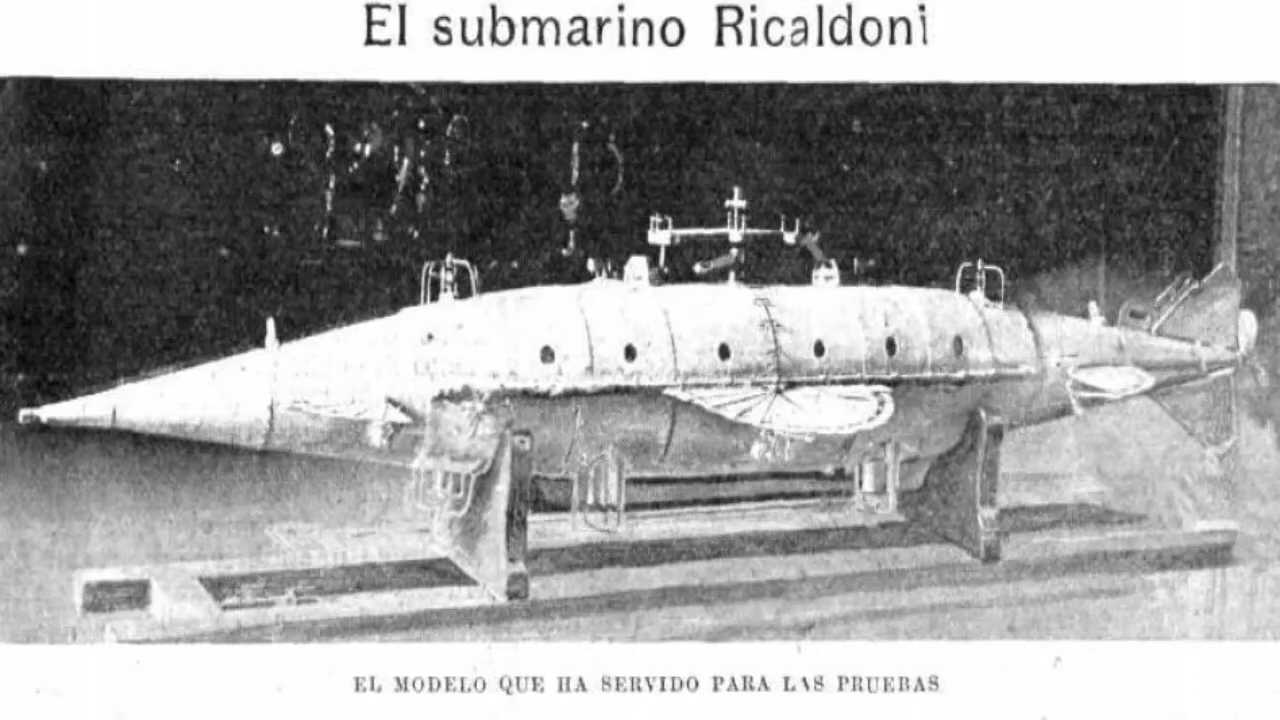 El submarino Ricaldoni
EL MODELO QUE HA SERVIDO PARA LAS PRUEBAS